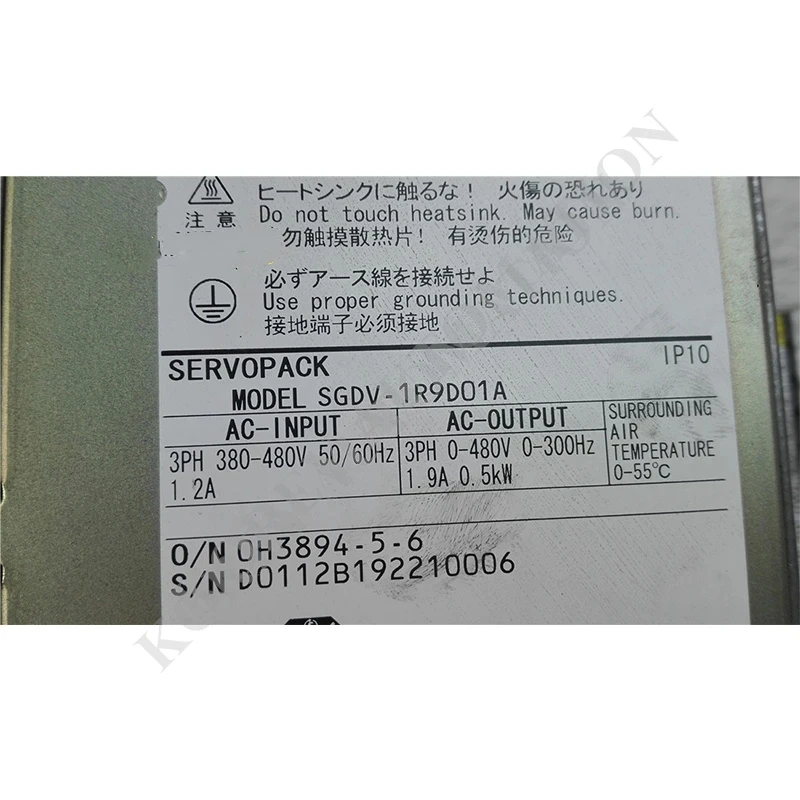 ヒートシンクに触るな! 火傷の恐れあり
注意
Do not touch heatsink. May cause burn.
勿触摸散热片! 有烫伤的危险
必ずアース線を接続せよ
Use proper grounding techniques.
接地端子必须接地
SERVOPACK
IP10
MODEL SGDV-1R9D01A
AC-INPUT
3PH 380-480V 50/60Hz
1.2A
AC-OUTPUT
3PH 0-480V 0-300Hz
1.9A 0.5kW
SURROUNDING
AIR
TEMPERATURE
0-55℃
O/N OH3894-5-6
S/N D0112B192210006